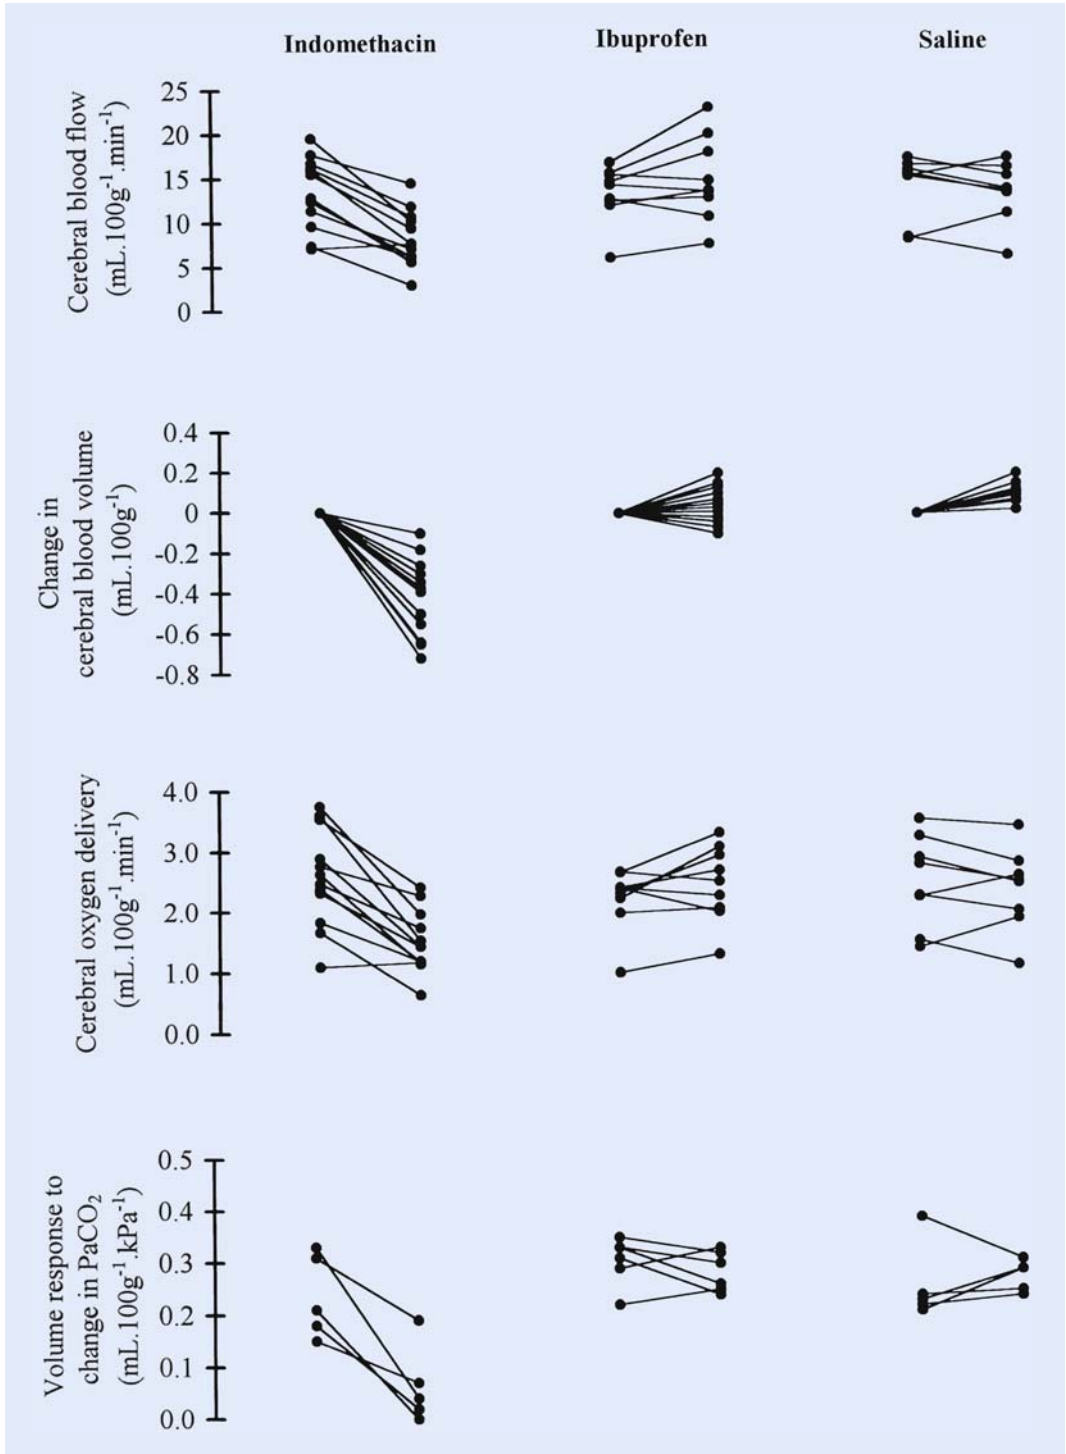 Indomethacin
Ibuprofen
Saline
Cerebral blood flow
(mL.100g⁻¹.min⁻¹)
25
20
15
10
5
0
Change in
cerebral blood volume
(mL.100g⁻¹)
0.4
0.2
0
-0.2
-0.4
-0.6
-0.8
Cerebral oxygen delivery
(mL.100g⁻¹.min⁻¹)
4.0
3.0
2.0
1.0
0.0
Volume response to
change in PaCO₂
(mL.100g⁻¹.kPa⁻¹)
0.5
0.4
0.3
0.2
0.1
0.0